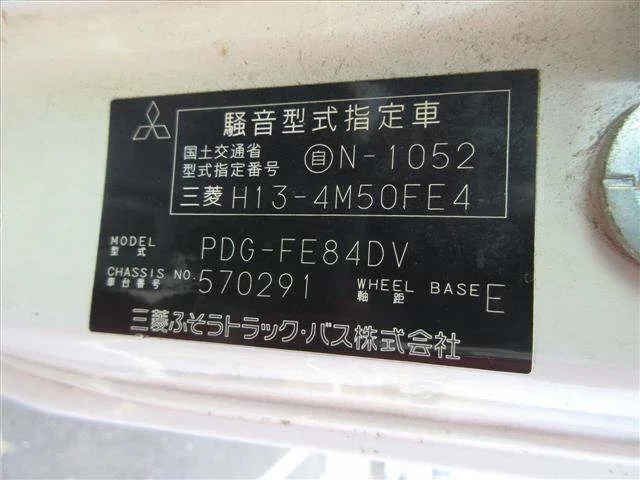 騒音型式指定車
国土交通省
型式指定番号 ㊀自 N-1052
三菱 H13-4M50FE4
MODEL
型式 PDG-FE84DV
CHASSIS NO.
車台番号 570291 WHEEL BASE
軸距 E
三菱ふそうトラック・バス株式会社